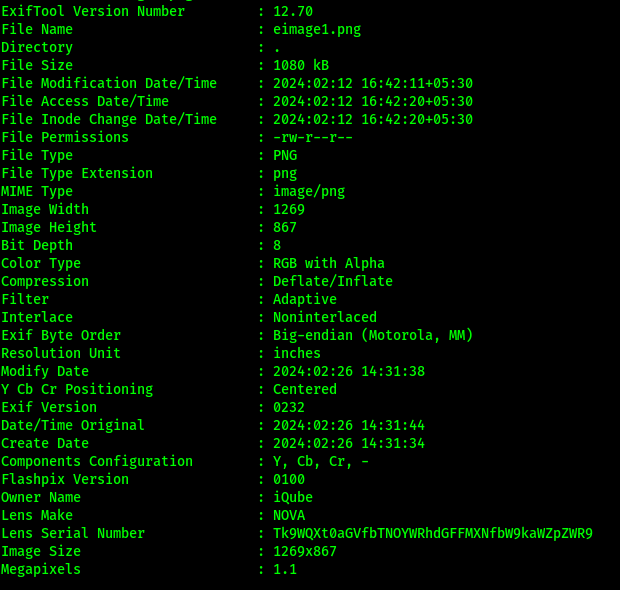 ExifTool Version Number : 12.70
File Name : eimage1.png
Directory : .
File Size : 1080 kB
File Modification Date/Time : 2024:02:12 16:42:11+05:30
File Access Date/Time : 2024:02:12 16:42:20+05:30
File Inode Change Date/Time : 2024:02:12 16:42:20+05:30
File Permissions : -rw-r--r--
File Type : PNG
File Type Extension : png
MIME Type : image/png
Image Width : 1269
Image Height : 867
Bit Depth : 8
Color Type : RGB with Alpha
Compression : Deflate/Inflate
Filter : Adaptive
Interlace : Noninterlaced
Exif Byte Order : Big-endian (Motorola, MM)
Resolution Unit : inches
Modify Date : 2024:02:26 14:31:38
Y Cb Cr Positioning : Centered
Exif Version : 0232
Date/Time Original : 2024:02:26 14:31:44
Create Date : 2024:02:26 14:31:34
Components Configuration : Y, Cb, Cr, -
Flashpix Version : 0100
Owner Name : iQube
Lens Make : NOVA
Lens Serial Number : Tk9WQXt0aGVfbTNOYWRhdGFFMXNfbW9kaWZpZWR9
Image Size : 1269x867
Megapixels : 1.1